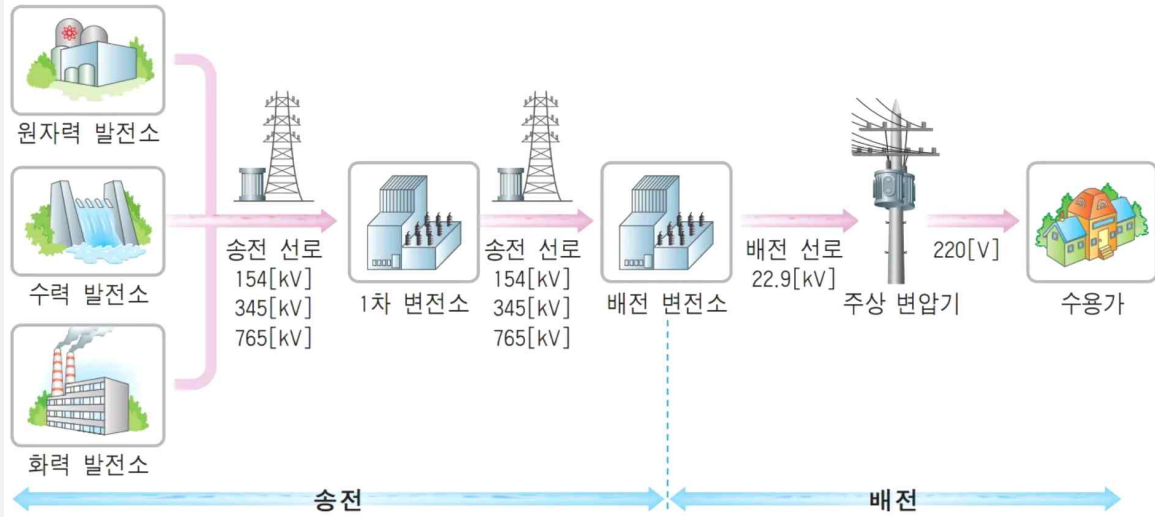 원자력 발전소
수력 발전소
화력 발전소
송전 선로
154[kV]
345[kV]
765[kV]
1차 변전소
송전 선로
154[kV]
345[kV]
765[kV]
배전 변전소
배전 선로
22.9[kV]
주상 변압기
220[V]
수용가
송전
배전